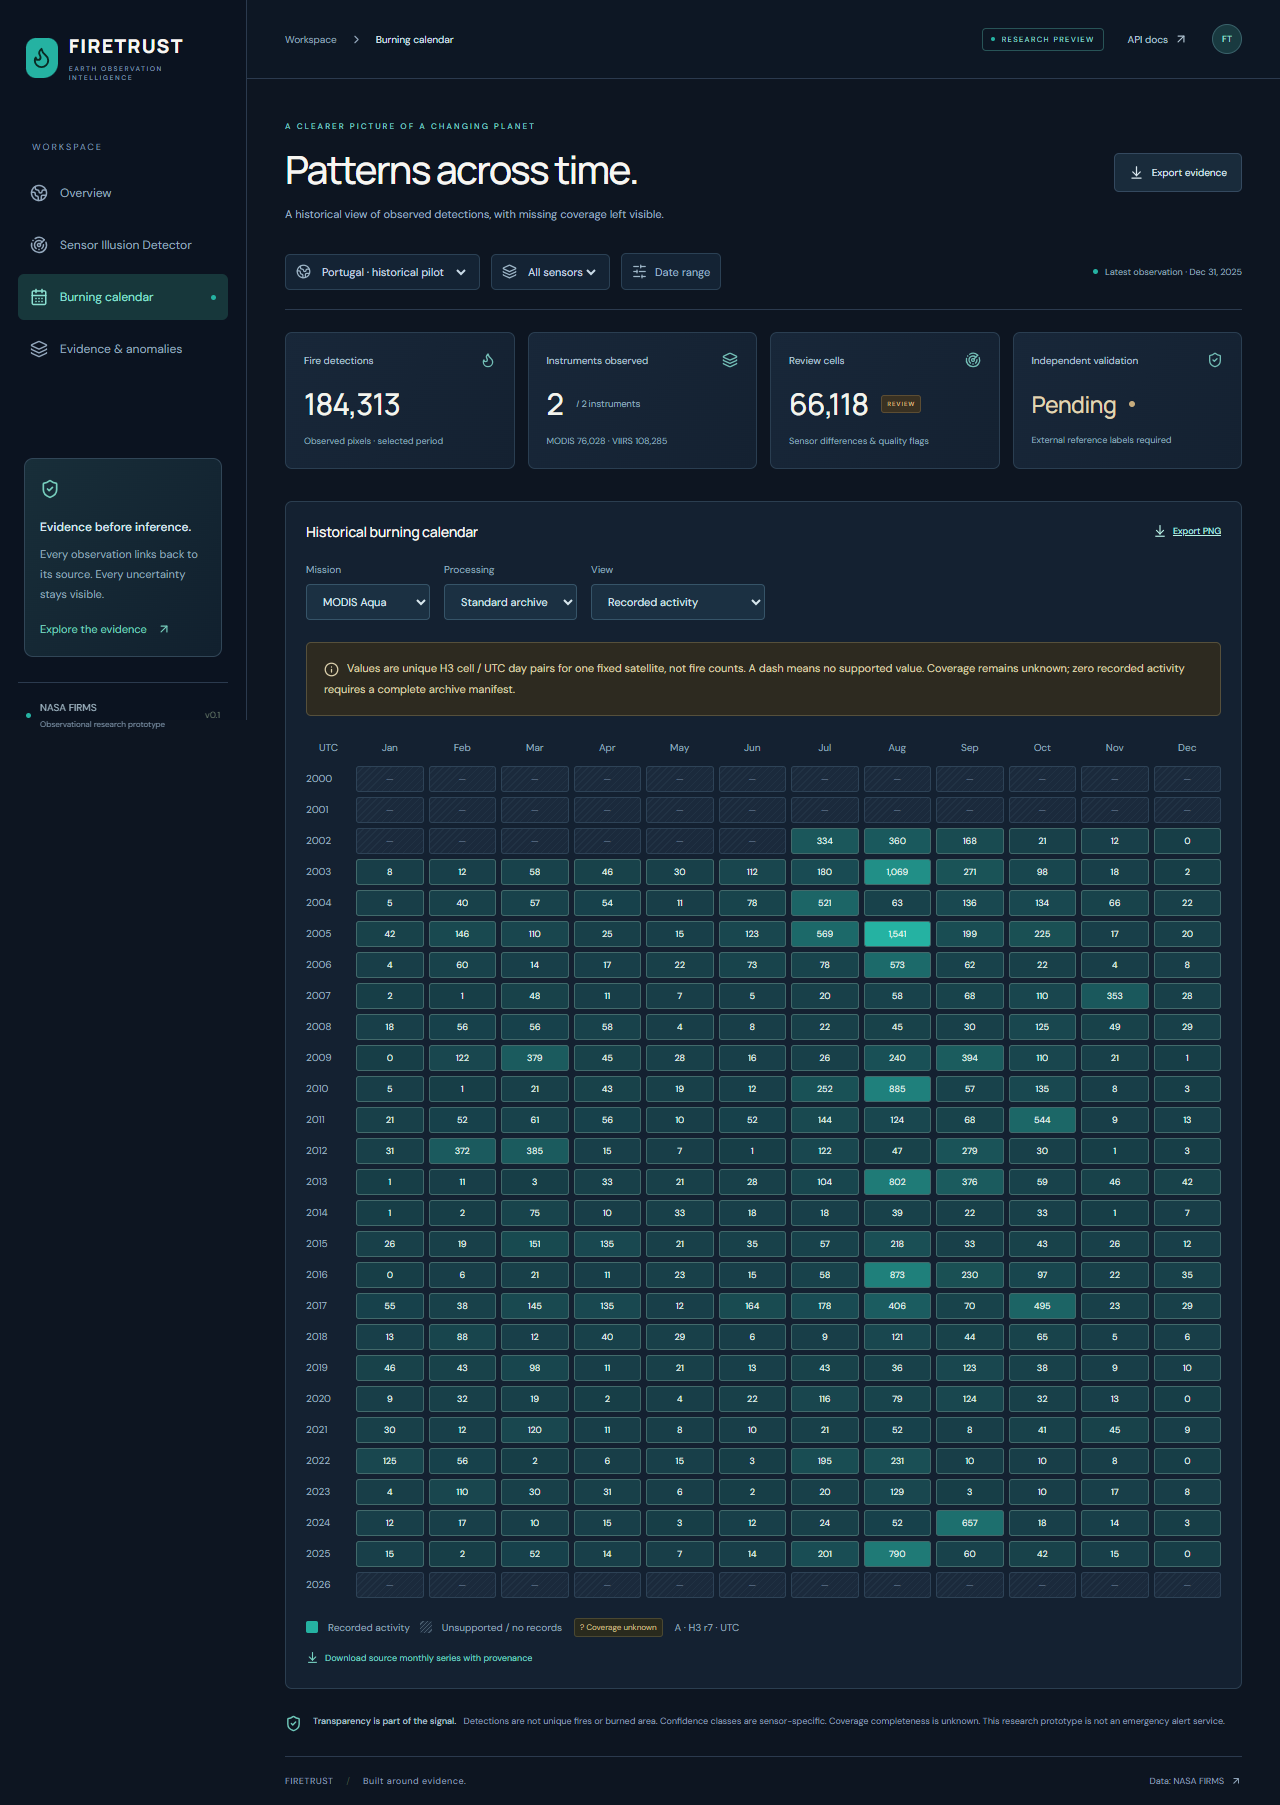 FIRETRUST
EARTH OBSERVATION
INTELLIGENCE
WORKSPACE
Overview
Sensor Illusion Detector
Burning calendar
Evidence & anomalies
Evidence before inference.
Every observation links back to
its source. Every uncertainty
stays visible.
Explore the evidence
NASA FIRMS
Observational research prototype
v0.1
Workspace
Burning calendar
RESEARCH PREVIEW
API docs
FT
A CLEARER PICTURE OF A CHANGING PLANET
Patterns across time.
A historical view of observed detections, with missing coverage left visible.
Export evidence
Portugal · historical pilot
All sensors
Date range
Latest observation · Dec 31, 2025
Fire detections
184,313
Observed pixels · selected period
Instruments observed
2 / 2 instruments
MODIS 76,028 · VIIRS 108,285
Review cells
66,118 REVIEW
Sensor differences & quality flags
Independent validation
Pending
External reference labels required
Historical burning calendar
Export PNG
Mission Processing View
MODIS Aqua Standard archive Recorded activity
Values are unique H3 cell / UTC day pairs for one fixed satellite, not fire counts. A dash means no supported value. Coverage remains unknown; zero recorded activity
requires a complete archive manifest.
UTC Jan Feb Mar Apr May Jun Jul Aug Sep Oct Nov Dec
2000 — — — — — — — — — — — —
2001 — — — — — — — — — — — —
2002 — — — — — — 334 360 168 21 12 0
2003 8 12 58 46 30 112 180 1,069 271 98 18 2
2004 5 40 57 54 11 78 521 63 136 134 66 22
2005 42 146 110 25 15 123 569 1,541 199 225 17 20
2006 4 60 14 17 22 73 78 573 62 22 4 8
2007 2 1 48 11 7 5 20 58 68 110 353 28
2008 18 56 56 58 4 8 22 45 30 125 49 29
2009 0 122 379 45 28 16 26 240 394 110 21 1
2010 5 1 21 43 19 12 252 885 57 135 8 3
2011 21 52 61 56 10 52 144 124 68 544 9 13
2012 31 372 385 15 7 1 122 47 279 30 1 3
2013 1 11 3 33 21 28 104 802 376 59 46 42
2014 1 2 75 10 33 18 18 39 22 33 1 7
2015 26 19 151 135 21 35 57 218 33 43 26 12
2016 0 6 21 11 23 15 58 873 230 97 22 35
2017 55 38 145 135 12 164 178 406 70 495 23 29
2018 13 88 12 40 29 6 9 121 44 65 5 6
2019 46 43 98 11 21 13 43 36 123 38 9 10
2020 9 32 19 2 4 22 116 79 124 32 13 0
2021 30 12 120 11 8 10 21 52 8 41 45 9
2022 125 56 2 6 15 3 195 231 10 10 8 0
2023 4 110 30 31 6 2 20 129 3 10 17 8
2024 12 17 10 15 3 12 24 52 657 18 14 3
2025 15 2 52 14 7 14 201 790 60 42 15 0
2026 — — — — — — — — — — — —
Recorded activity Unsupported / no records ? Coverage unknown A · H3 r7 · UTC
Download source monthly series with provenance
Transparency is part of the signal. Detections are not unique fires or burned area. Confidence classes are sensor-specific. Coverage completeness is unknown. This research prototype is not an emergency alert service.
FIRETRUST / Built around evidence.
Data: NASA FIRMS